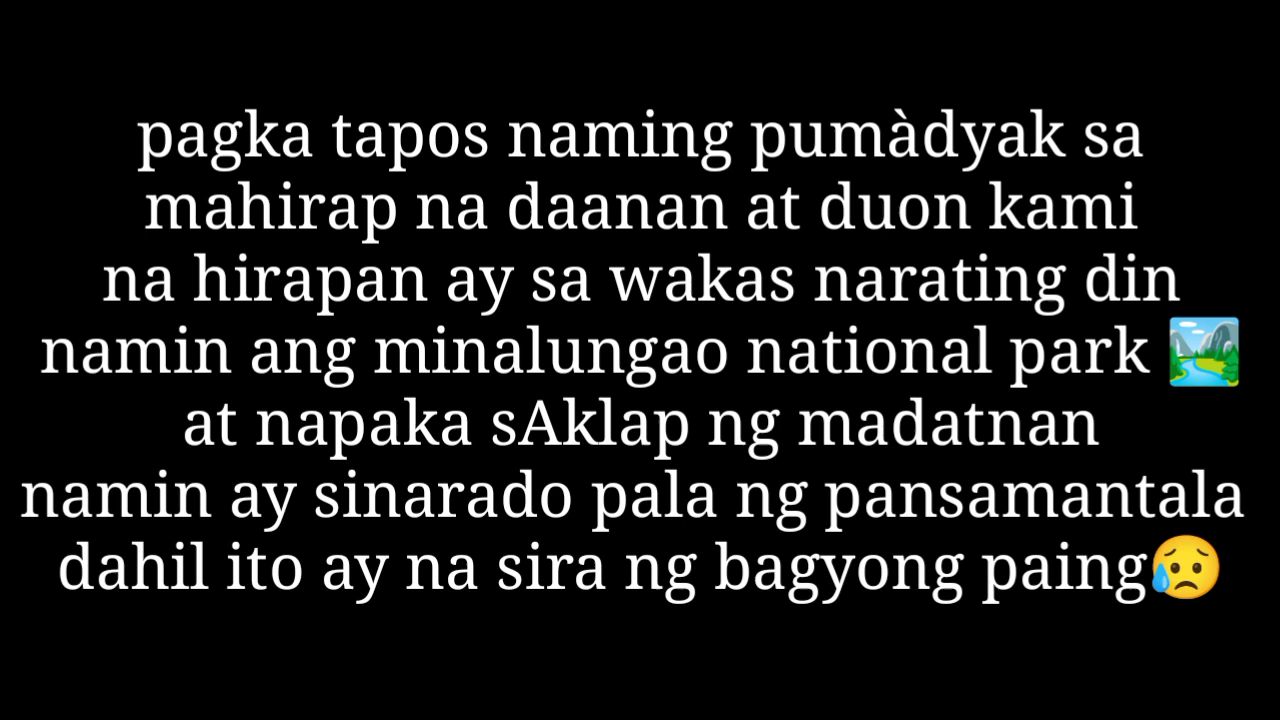 pagka tapos naming pumàdyak sa
mahirap na daanan at duon kami
na hirapan ay sa wakas narating din
namin ang minalungao national park 🏞️
at napaka sAklap ng madatnan
namin ay sinarado pala ng pansamantala
dahil ito ay na sira ng bagyong paing😥